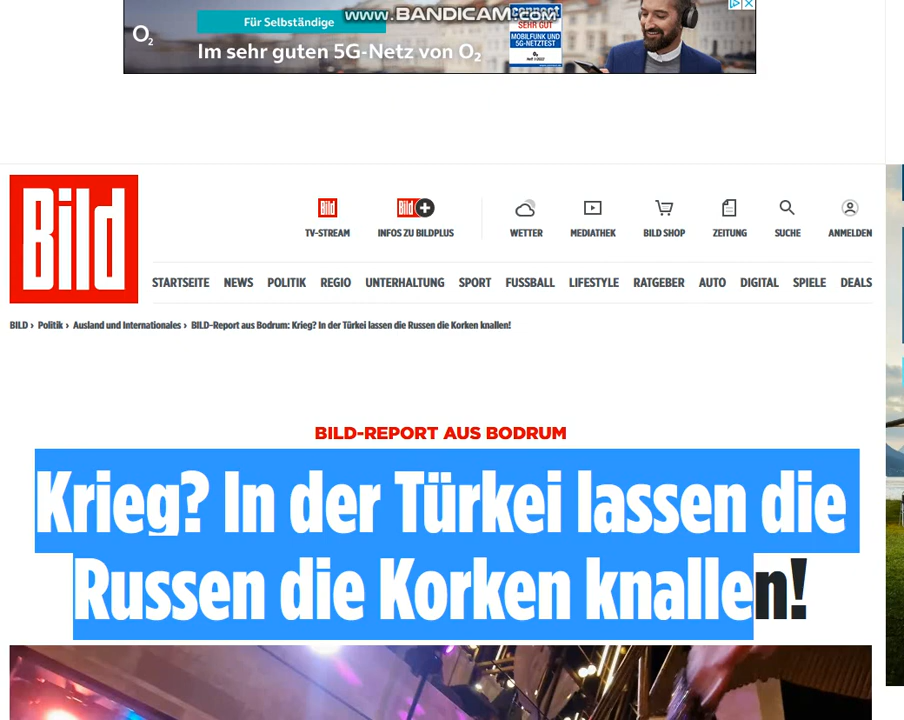 www.BANDICAM.com
Für Selbständige
O2
Im sehr guten 5G-Netz von O2
connect
SEHR GUT
MOBILFUNK UND
5G-NETZTEST
O2
Bild
Bild
Bild
TV-STREAM
INFOS ZU BILDPLUS
WETTER
MEDIATHEK
BILD SHOP
ZEITUNG
SUCHE
ANMELDEN
STARTSEITE NEWS POLITIK REGIO UNTERHALTUNG SPORT FUSSBALL LIFESTYLE RATGEBER AUTO DIGITAL SPIELE DEALS
BILD › Politik › Ausland und Internationales › BILD-Report aus Bodrum: Krieg? In der Türkei lassen die Russen die Korken knallen!
BILD-REPORT AUS BODRUM
Krieg? In der Türkei lassen die
Russen die Korken knallen!